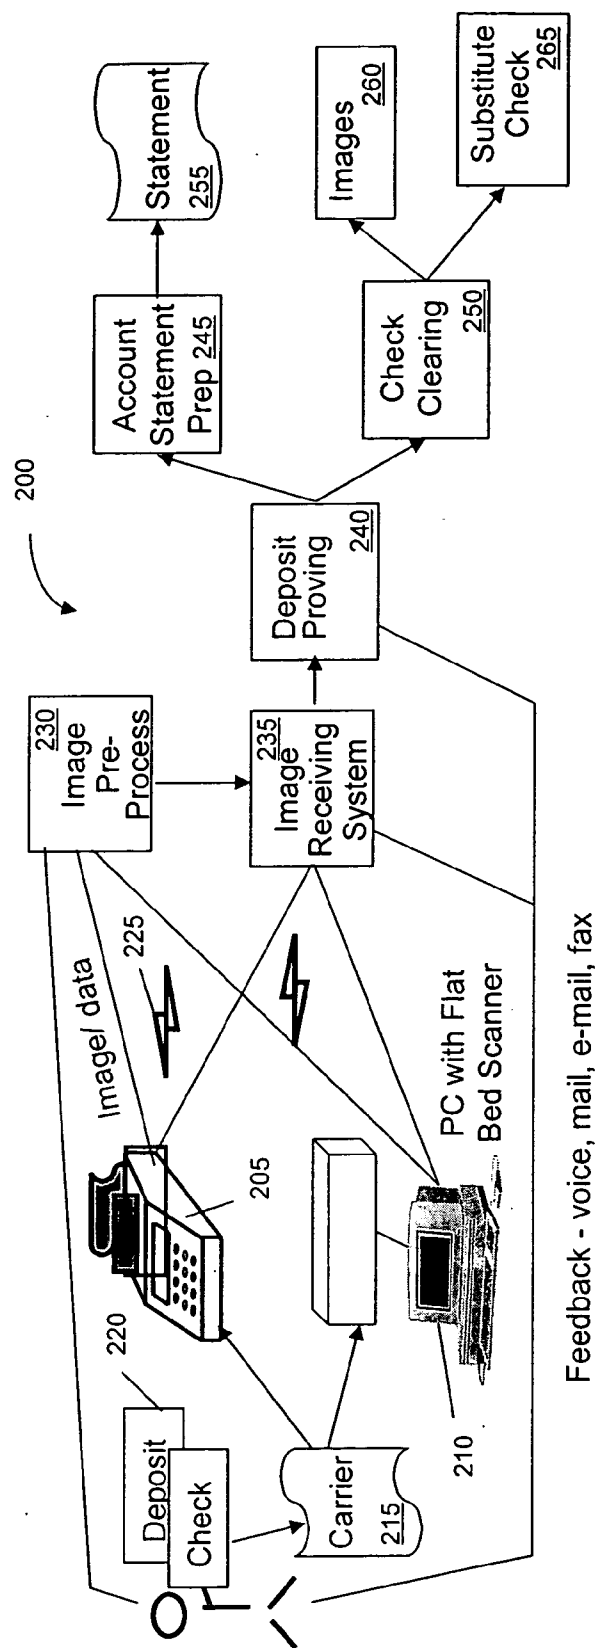 200
Deposit
Check
220
Carrier
215
205
210
PC with Flat
Bed Scanner
Image/ data
225
230
Image
Pre-
Process
235
Image
Receiving
System
Deposit
Proving
240
Account
Statement
Prep 245
Statement
255
Check
Clearing
250
Images
260
Substitute
Check
265
Feedback - voice, mail, e-mail, fax